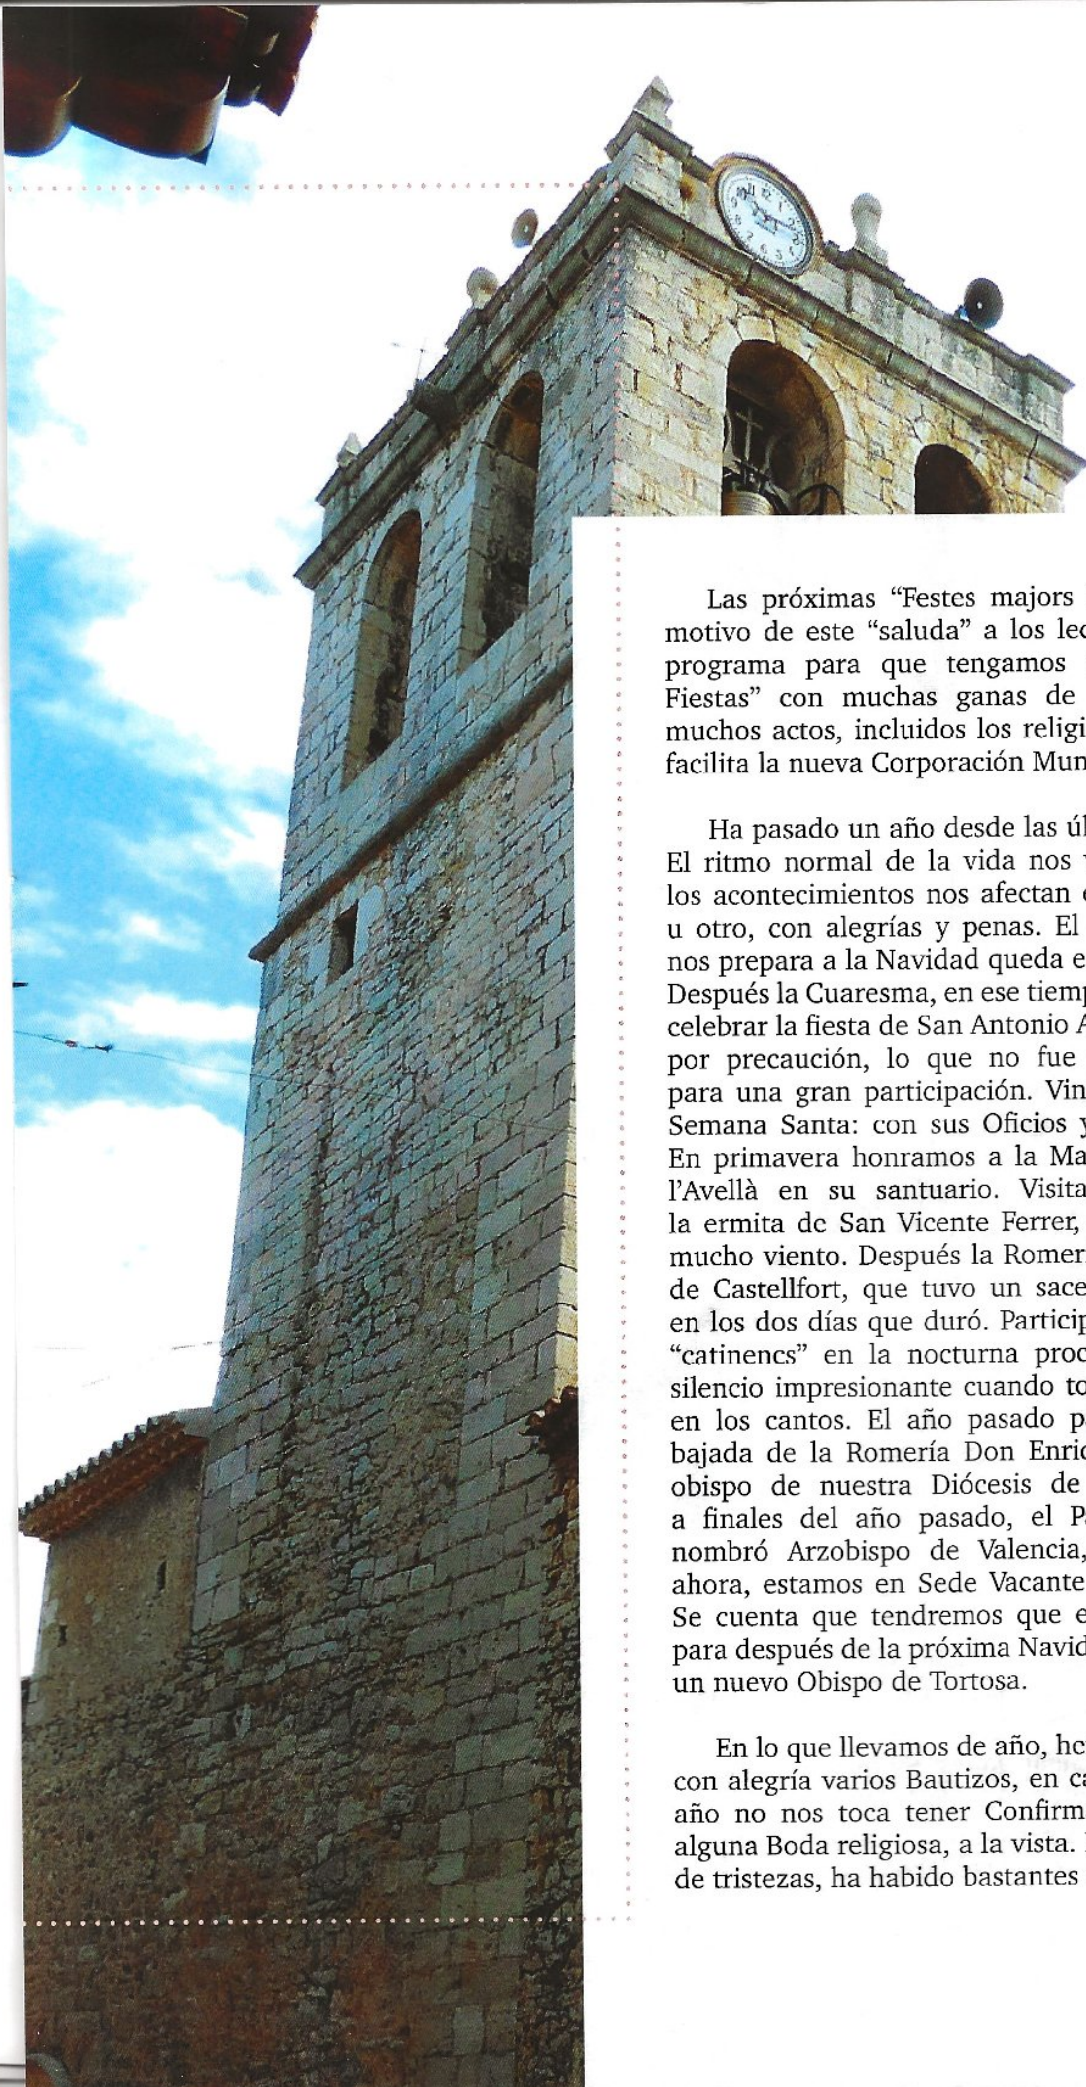 Las próximas “Festes majors
motivo de este “saluda” a los lec
programa para que tengamos
Fiestas” con muchas ganas de
muchos actos, incluidos los religi
facilita la nueva Corporación Mun
Ha pasado un año desde las úl
El ritmo normal de la vida nos
los acontecimientos nos afectan
u otro, con alegrías y penas. El
nos prepara a la Navidad queda e
Después la Cuaresma, en ese tiemp
celebrar la fiesta de San Antonio A
por precaución, lo que no fue
para una gran participación. Vin
Semana Santa: con sus Oficios y
En primavera honramos a la Ma
l’Avellà en su santuario. Visita
la ermita de San Vicente Ferrer,
mucho viento. Después la Romer
de Castellfort, que tuvo un sace
en los dos días que duró. Particip
“catinencs” en la nocturna proc
silencio impresionante cuando to
en los cantos. El año pasado p
bajada de la Romería Don Enric
obispo de nuestra Diócesis de
a finales del año pasado, el P
nombró Arzobispo de Valencia,
ahora, estamos en Sede Vacante
Se cuenta que tendremos que e
para después de la próxima Navid
un nuevo Obispo de Tortosa.
En lo que llevamos de año, he
con alegría varios Bautizos, en ca
año no nos toca tener Confirm
alguna Boda religiosa, a la vista.
de tristezas, ha habido bastantes